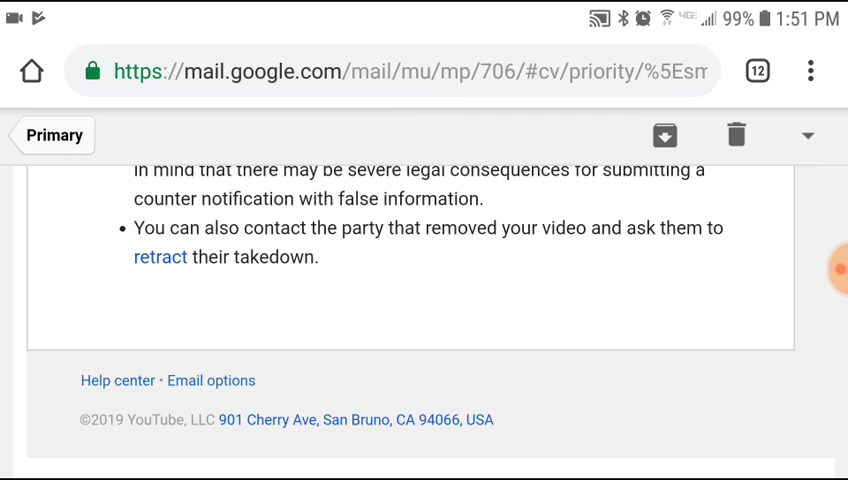 4G 99% 1:51 PM
https://mail.google.com/mail/mu/mp/706/#cv/priority/%5Esm
12
Primary
in mind that there may be severe legal consequences for submitting a
counter notification with false information.
• You can also contact the party that removed your video and ask them to
retract their takedown.
Help center • Email options
©2019 YouTube, LLC 901 Cherry Ave, San Bruno, CA 94066, USA